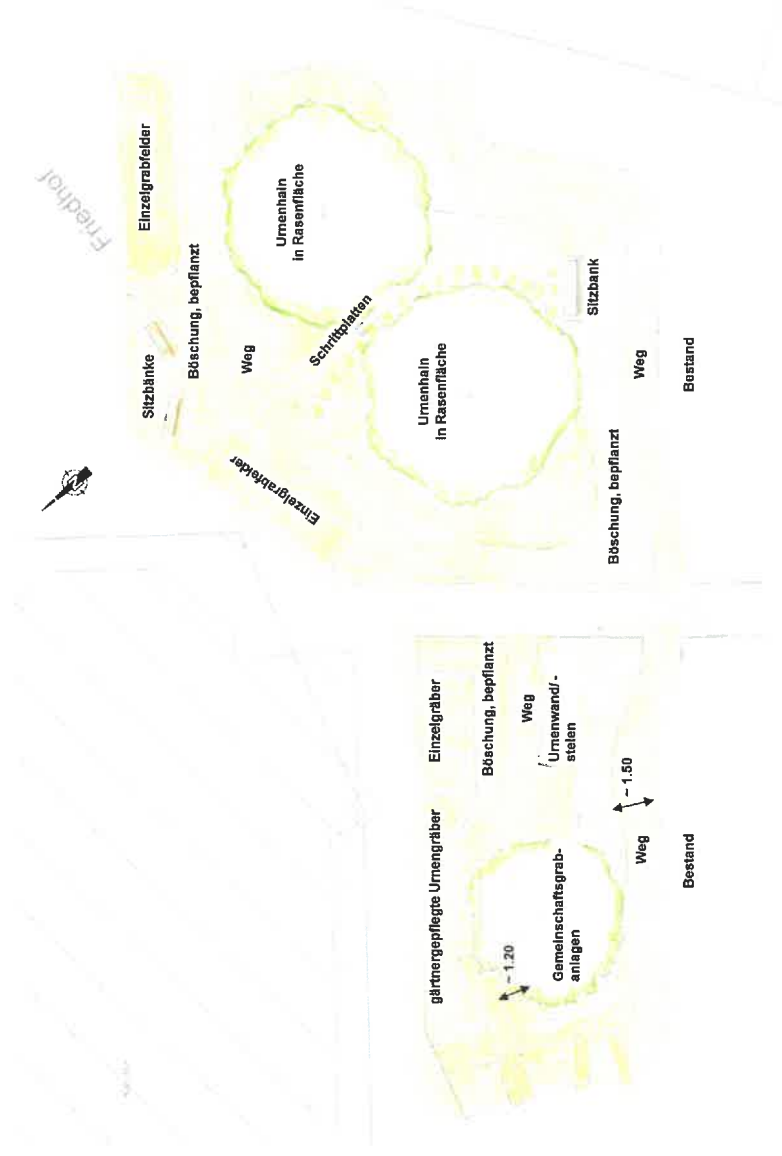 Friedhof
Einzelgrabfelder
Urnenhain
in Rasenfläche
Böschung, bepflanzt
Sitzbänke
Weg
Schrittplatten
Einzelgrabfelder
Urnenhain
in Rasenfläche
Sitzbank
Weg
Bestand
Böschung, bepflanzt
Einzelgräber
Böschung, bepflanzt
Weg
Urnenwand/-
stelen
gärtnergepflegte Urnengräber
~ 1.50
Weg
Bestand
Gemeinschaftsgrab-
anlagen
~ 1.20